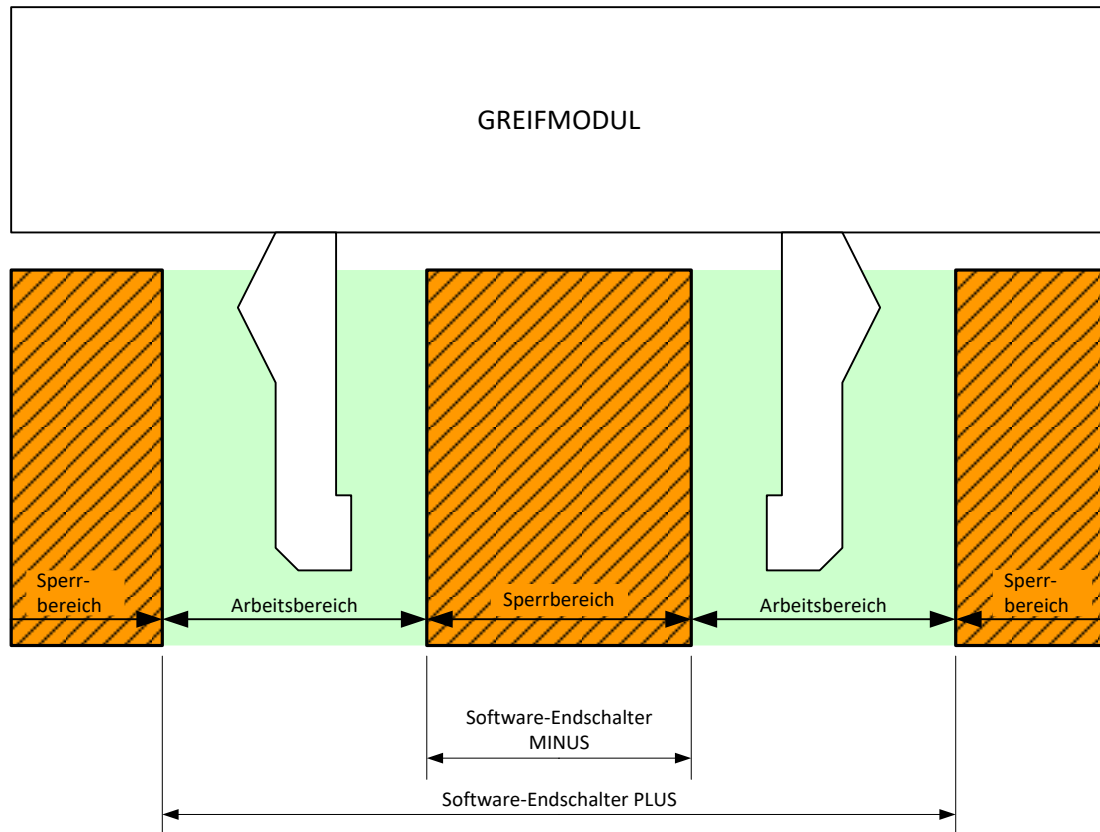 GREIFMODUL
Sperr-
bereich
Arbeitsbereich
Sperrbereich
Arbeitsbereich
Sperr-
bereich
Software-Endschalter
MINUS
Software-Endschalter PLUS